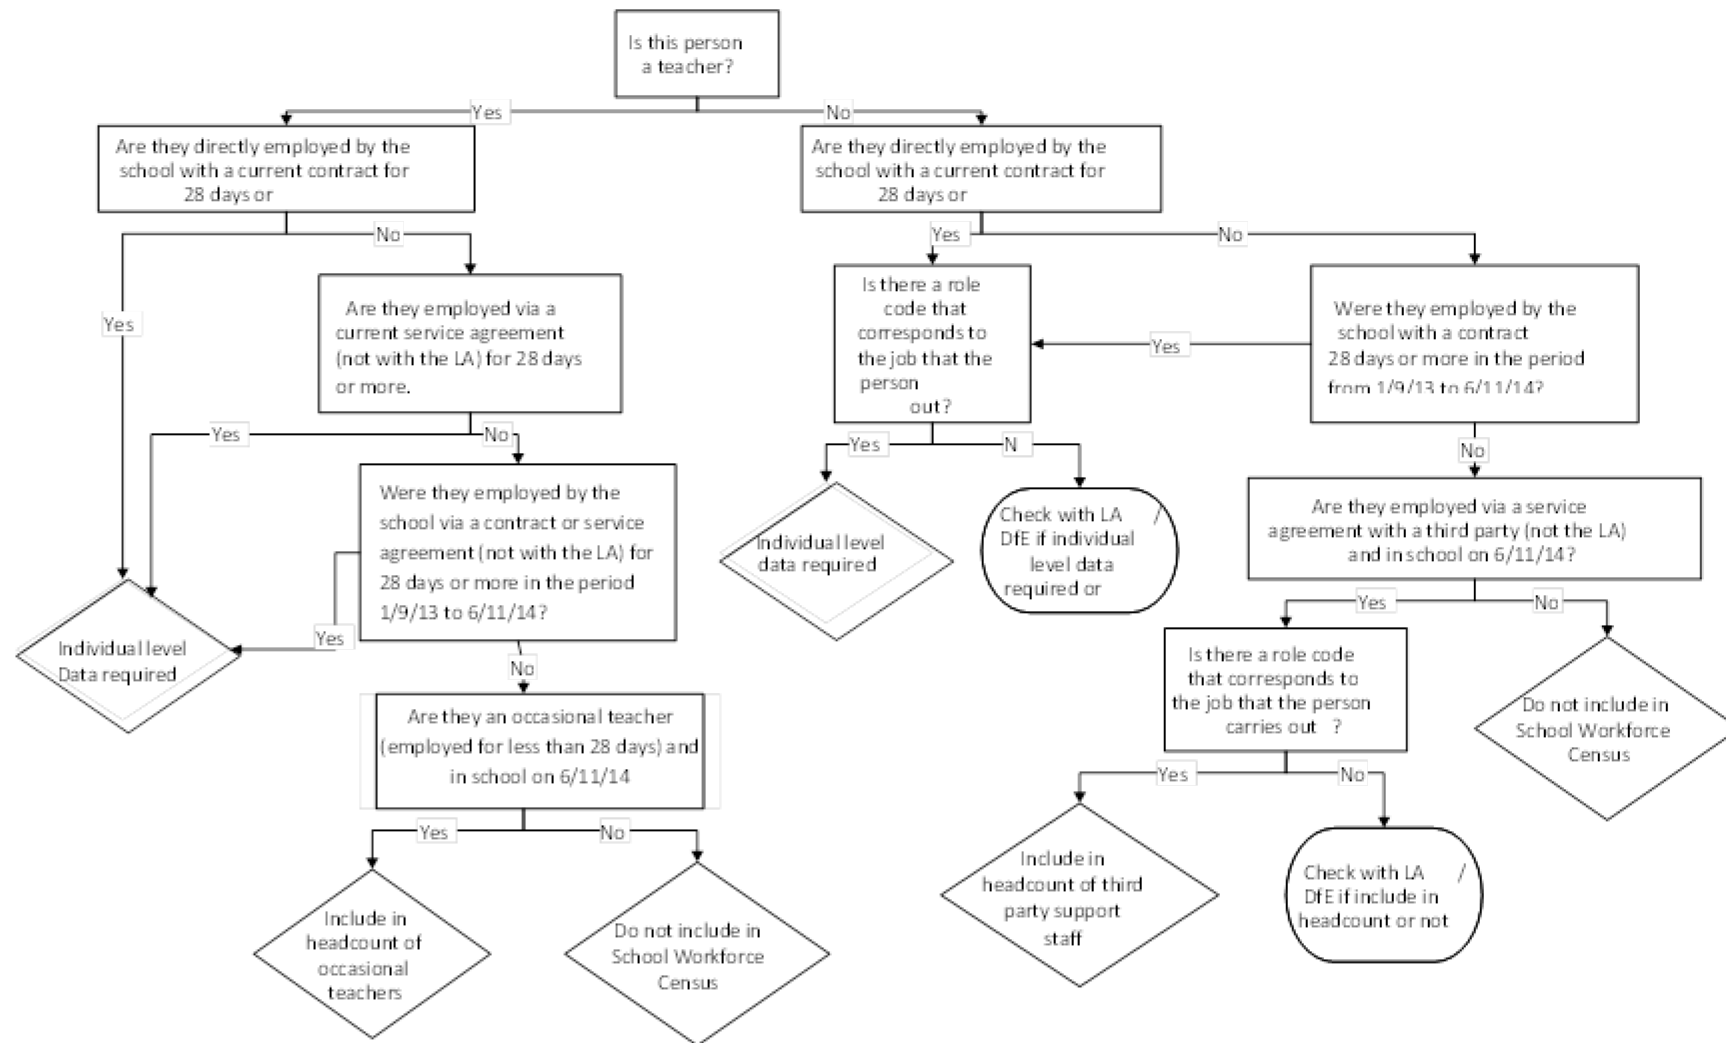 Is this person
a teacher?
Yes
No
Are they directly employed by the
school with a current contract for
28 days or
Are they directly employed by the
school with a current contract for
28 days or
No
Yes
No
Are they employed via a
current service agreement
(not with the LA) for 28 days
or more.
Is there a role
code that
corresponds to
the job that the
person
out?
Were they employed by the
school with a contract
28 days or more in the period
from 1/9/13 to 6/11/14?
Yes
Yes
Yes
No
Yes
N
No
Were they employed by the
school via a contract or service
agreement (not with the LA) for
28 days or more in the period
1/9/13 to 6/11/14?
Individual level
data required
Check with LA /
DfE if individual
level data
required or
Are they employed via a service
agreement with a third party (not the LA)
and in school on 6/11/14?
Yes
No
Yes
Individual level
Data required
No
Is there a role code
that corresponds to
the job that the person
carries out ?
Do not include in
School Workforce
Census
Are they an occasional teacher
(employed for less than 28 days) and
in school on 6/11/14
Yes
No
Yes
No
Include in
headcount of
occasional
teachers
Do not include in
School Workforce
Census
Include in
headcount of third
party support
staff
Check with LA /
DfE if include in
headcount or not